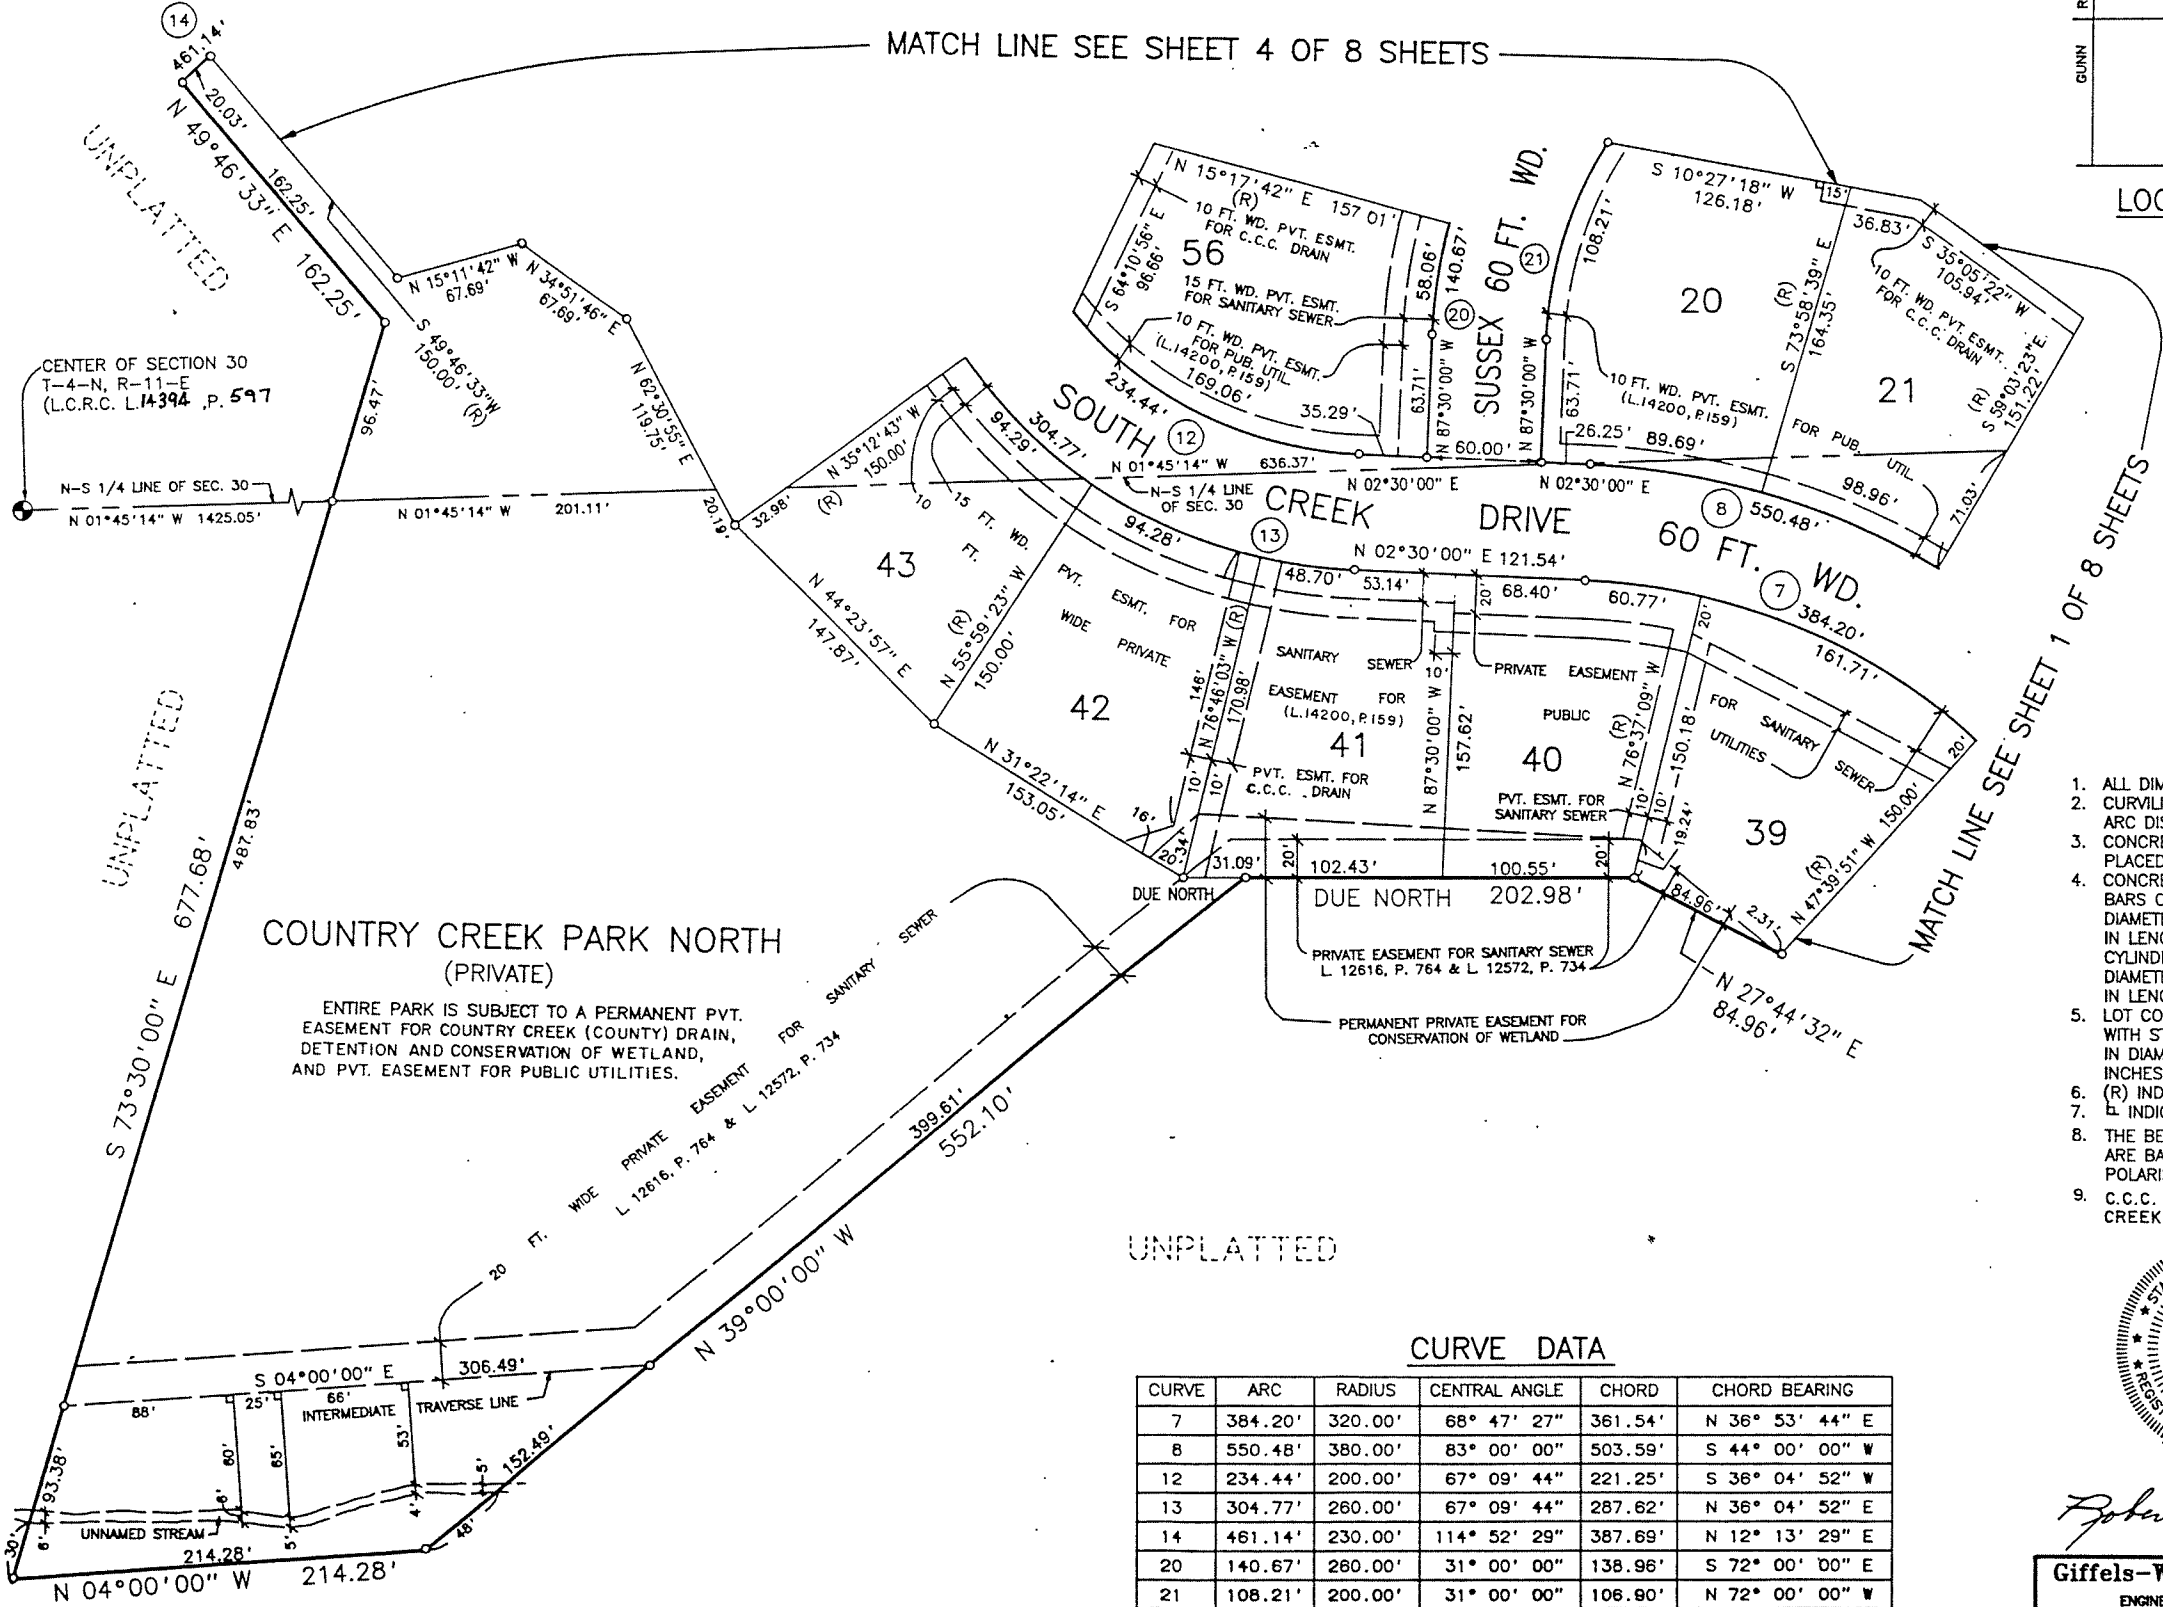 MATCH LINE SEE SHEET 4 OF 8 SHEETS
14
461.14'
20.03'
N 49°46'33" E 162.25'
162.25'
UNPLATTED
N 15°11'42" W
67.69'
N 34°51'46" E
67.69'
S 49°46'33"W
150.00' (R)
N 62°30'55" E
119.75'
20.19'
CENTER OF SECTION 30
T-4-N, R-11-E
(L.C.R.C. L.14394 ,P. 597
96.47'
N-S 1/4 LINE OF SEC. 30
N 01°45'14" W 1425.05'
N 01°45'14" W 201.11'
GUNN
LOC
N 15°17'42" E 157 01'
(R)
10 FT. WD. PVT. ESMT.
FOR C.C.C. DRAIN
56
S 64°10'56" E
96.66'
15 FT. WD. PVT. ESMT.
FOR SANITARY SEWER
10 FT. WD. PVT. ESMT.
FOR PUB. UTIL.
(L.14200, P.159)
234.44'
169.06'
35.29'
58.06'
140.67'
20
63.71'
N 87°30'00" W
SUSSEX 60 FT. WD.
21
N 87°30'00" W
108.21'
63.71'
S 10°27'18" W
126.18'
15'
36.83'
20
S 73°58'39" E
(R)
164.35'
S 35°05'22" W
105.94'
10 FT. WD. PVT. ESMT.
FOR C.C.C. DRAIN
21
S 59°03'23"E
(R)
151.22'
10 FT. WD. PVT. ESMT. FOR PUB. UTIL
(L.14200, P.159)
26.25' 89.69'
98.96'
71.03'
60.00'
N 02°30'00" E
N 02°30'00" E
8 550.48'
SOUTH 12
CREEK DRIVE 60 FT. WD.
304.77'
94.29'
N 01°45'14" W 636.37'
N-S 1/4 LINE
OF SEC. 30
13
N 02°30'00" E 121.54'
94.28'
48.70'
53.14'
68.40'
60.77'
7 384.20'
161.71'
MATCH LINE SEE SHEET 1 OF 8 SHEETS
N 35°12'43" W
150.00'
(R)
32.98'
43
10
15 FT. WD.
FT.
PVT. ESMT. FOR SANITARY SEWER
WIDE PRIVATE EASEMENT FOR
(L.14200, P.159)
N 44°23'57" E
147.87'
N 55°59'23" W
(R)
150.00'
42
N 31°22'14" E
153.05'
146'
N 76°46'03" W (R)
170.98'
10'
10'
16'
34'
20'
41
PVT. ESMT. FOR
C.C.C. DRAIN
10'
N 87°30'00" W
157.62'
20'
PRIVATE EASEMENT
PUBLIC
40
PVT. ESMT. FOR
SANITARY SEWER
N 76°37'09" W
(R)
150.18'
20'
10'
10'
19.24'
FOR SANITARY SEWER
UTILITIES
39
20'
N 47°39'51" W 150.00'
(R)
31.09'
20'
102.43'
100.55'
20'
DUE NORTH
DUE NORTH 202.98'
84.96'
2.31'
N 27°44'32" E
84.96'
PRIVATE EASEMENT FOR SANITARY SEWER
L 12616, P. 764 & L. 12572, P. 734
PERMANENT PRIVATE EASEMENT FOR
CONSERVATION OF WETLAND
UNPLATTED
S 73°30'00" E 677.68'
487.83'
COUNTRY CREEK PARK NORTH
(PRIVATE)
ENTIRE PARK IS SUBJECT TO A PERMANENT PVT.
EASEMENT FOR COUNTRY CREEK (COUNTY) DRAIN,
DETENTION AND CONSERVATION OF WETLAND,
AND PVT. EASEMENT FOR PUBLIC UTILITIES.
20 FT. WIDE PRIVATE EASEMENT FOR SANITARY SEWER
L. 12616, P. 764 & L. 12572, P. 734
399.61'
552.10'
N 39°00'00" W
UNPLATTED
S 04°00'00" E 306.49'
88'
25'
66'
INTERMEDIATE TRAVERSE LINE
60'
65'
53'
93.38'
152.49'
6'
5'
4'
5'
48'
30'
6'
UNNAMED STREAM
214.28'
N 04°00'00" W 214.28'
1. ALL DIM
2. CURVILI
ARC DIS
3. CONCRE
PLACED
4. CONCRE
BARS O
DIAMETE
IN LENG
CYLINDE
DIAMETE
IN LENG
5. LOT CO
WITH ST
IN DIAM
INCHES
6. (R) IND
7. INDIC
8. THE BE
ARE BA
POLARI
9. C.C.C.
CREEK
CURVE DATA
CURVE ARC RADIUS CENTRAL ANGLE CHORD CHORD BEARING
7 384.20' 320.00' 68° 47' 27" 361.54' N 36° 53' 44" E
8 550.48' 380.00' 83° 00' 00" 503.59' S 44° 00' 00" W
12 234.44' 200.00' 67° 09' 44" 221.25' S 36° 04' 52" W
13 304.77' 260.00' 67° 09' 44" 287.62' N 36° 04' 52" E
14 461.14' 230.00' 114° 52' 29" 387.69' N 12° 13' 29" E
20 140.67' 260.00' 31° 00' 00" 138.96' S 72° 00' 00" E
21 108.21' 200.00' 31° 00' 00" 106.90' N 72° 00' 00" W
Giffels-W
ENGINE